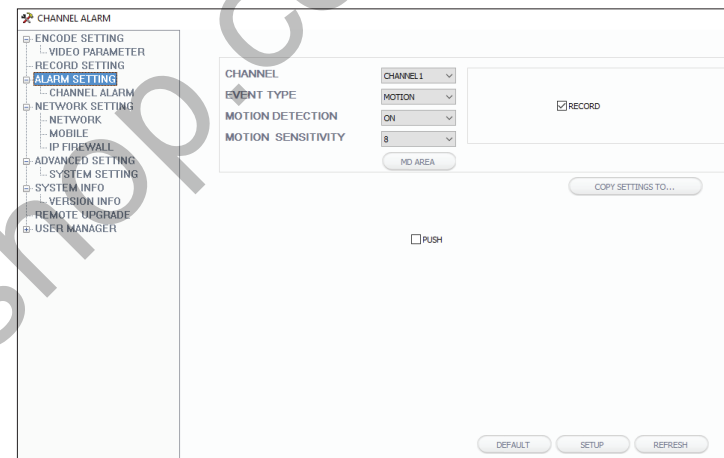 CHANNEL ALARM
ENCODE SETTING
VIDEO PARAMETER
RECORD SETTING
ALARM SETTING
CHANNEL ALARM
NETWORK SETTING
NETWORK
MOBILE
IP FIREWALL
ADVANCED SETTING
SYSTEM SETTING
SYSTEM INFO
VERSION INFO
REMOTE UPGRADE
USER MANAGER
CHANNEL CHANNEL1
EVENT TYPE MOTION
MOTION DETECTION ON
MOTION SENSITIVITY 8
MD AREA
RECORD
COPY SETTINGS TO...
PUSH
DEFAULT SETUP REFRESH
shop.